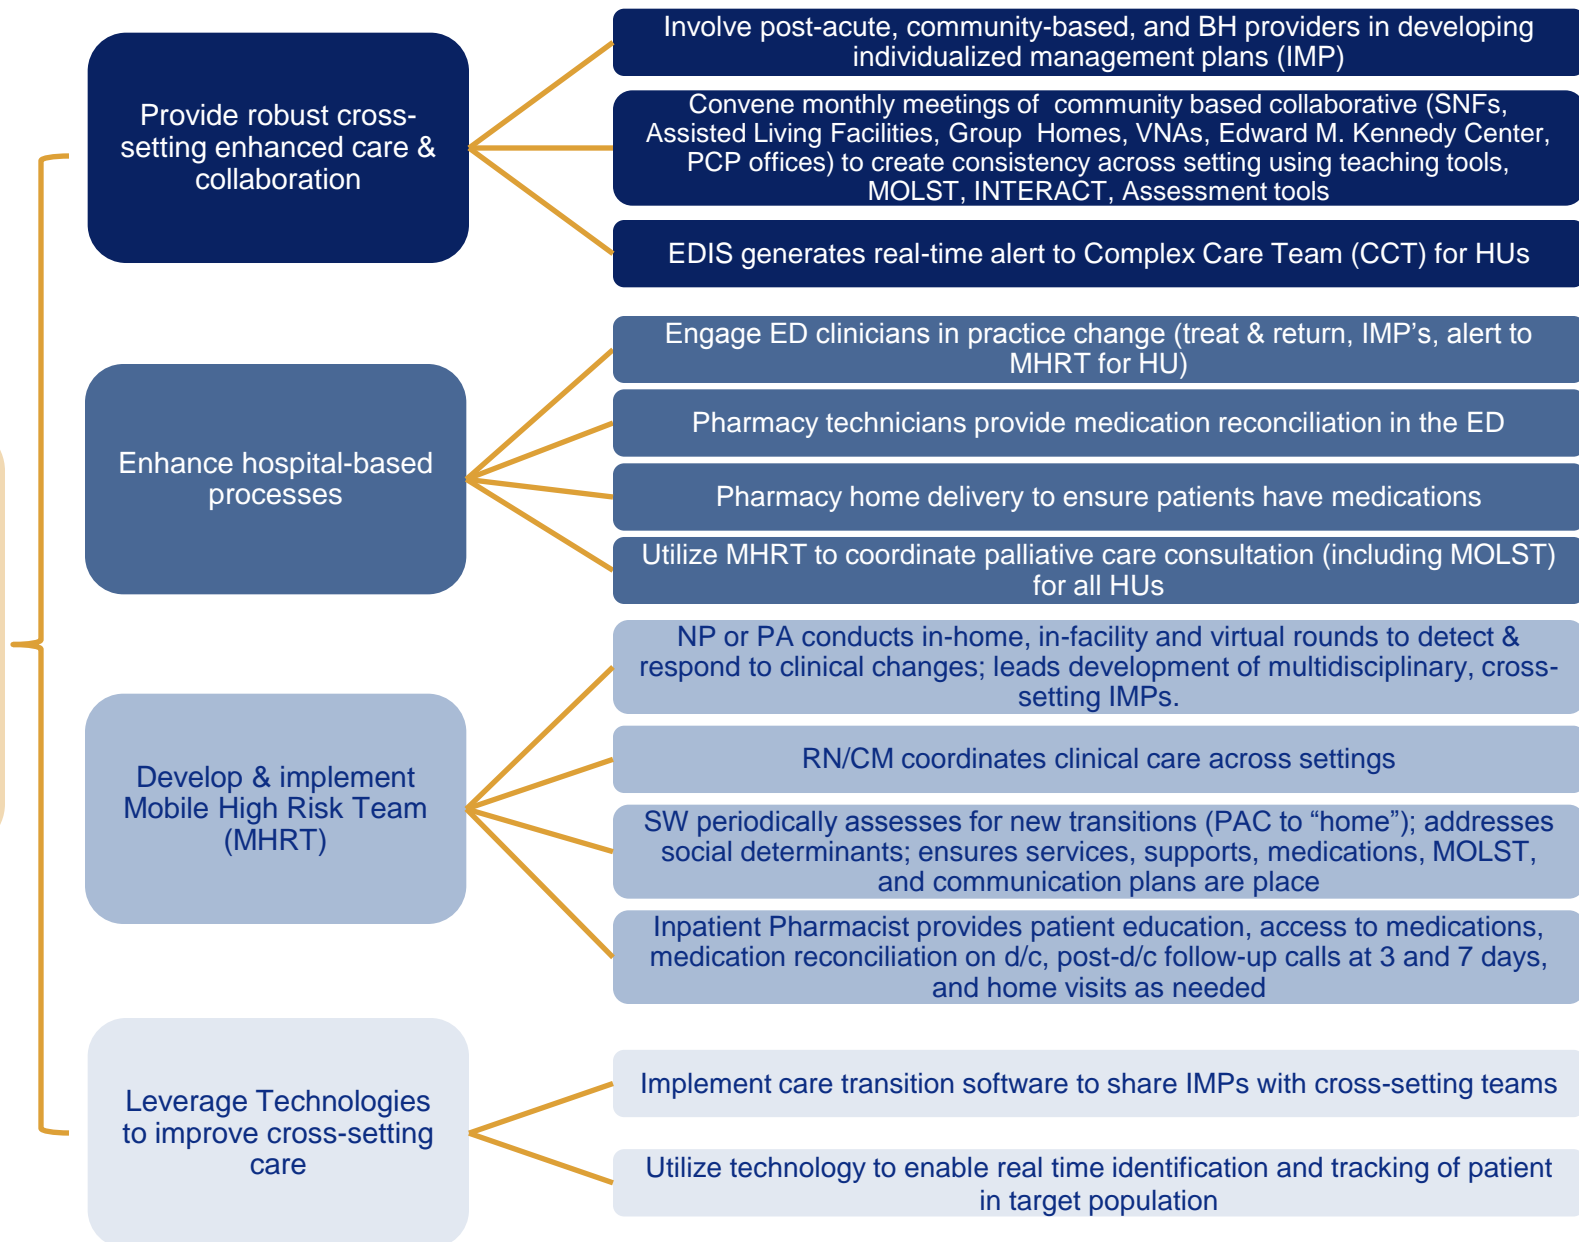 Provide robust cross-
setting enhanced care &
collaboration
Involve post-acute, community-based, and BH providers in developing
individualized management plans (IMP)
Convene monthly meetings of  community based collaborative (SNFs,
Assisted Living Facilities, Group  Homes, VNAs, Edward M. Kennedy Center,
PCP offices) to create consistency across setting using teaching tools,
MOLST, INTERACT, Assessment tools
EDIS generates real-time alert to Complex Care Team (CCT) for HUs
Enhance hospital-based
processes
Engage ED clinicians in practice change (treat & return, IMP’s, alert to
MHRT for HU)
Pharmacy technicians provide medication reconciliation in the ED
Pharmacy home delivery to ensure patients have medications
Utilize MHRT to coordinate palliative care consultation (including MOLST)
for all HUs
Develop & implement
Mobile High Risk Team
(MHRT)
NP or PA conducts in-home, in-facility and virtual rounds to detect &
respond to clinical changes; leads development of multidisciplinary, cross-
setting IMPs.
RN/CM coordinates clinical care across settings
SW periodically assesses for new transitions (PAC to “home”); addresses
social determinants; ensures services, supports, medications, MOLST,
and communication plans are place
Inpatient Pharmacist provides patient education, access to medications,
medication reconciliation on d/c, post-d/c follow-up calls at 3 and 7 days,
and home visits as needed
Leverage Technologies
to improve cross-setting
care
Implement care transition software to share IMPs with cross-setting teams
Utilize technology to enable real time identification and tracking of patient
in target population